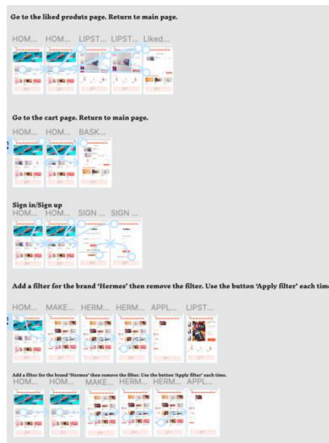 Go to the liked produts page. Return to main page.
HOM... HOM... LIPST... LIPST... Liked...
Go to the cart page. Return to main page.
HOM... HOM... BASK...
Sign in/Sign up
HOM... HOM... SIGN ... SIGN ...
Add a filter for the brand 'Hermes' then remove the filter. Use the button 'Apply filter' each time
HOM... MAKE... HERM... HERM... APPL... LIPST...
Add a filter for the brand 'Hermes' then remove the filter. Use the button 'Apply filter' each time.
HOM... HOM... MAKE... HERM... HERM... APPL...